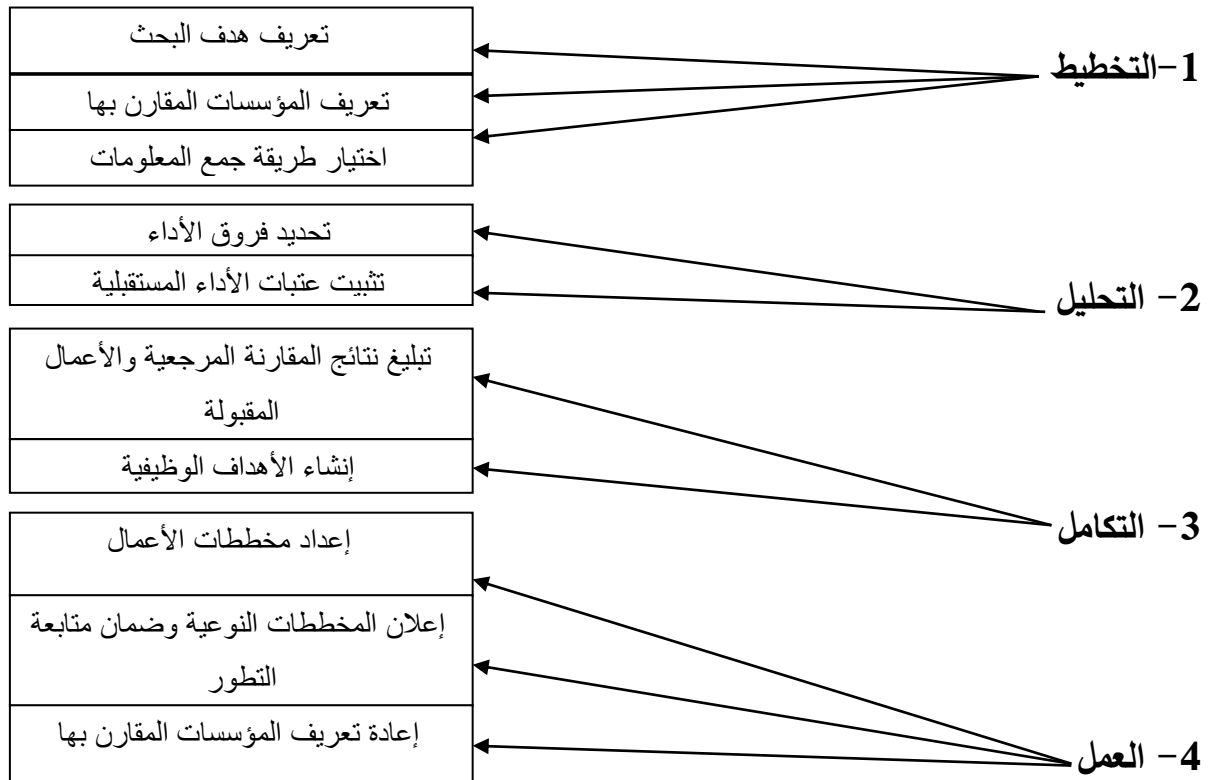 1-التخطيط
تعريف هدف البحث
تعريف المؤسسات المقارن بها
اختيار طريقة جمع المعلومات
2- التحليل
تحديد فروق الأداء
تثبيت عتبات الأداء المستقبلية
3- التكامل
تبليغ نتائج المقارنة المرجعية والأعمال
المقبولة
إنشاء الأهداف الوظيفية
4- العمل
إعداد مخططات الأعمال
إعلان المخططات النوعية وضمان متابعة
التطور
إعادة تعريف المؤسسات المقارن بها